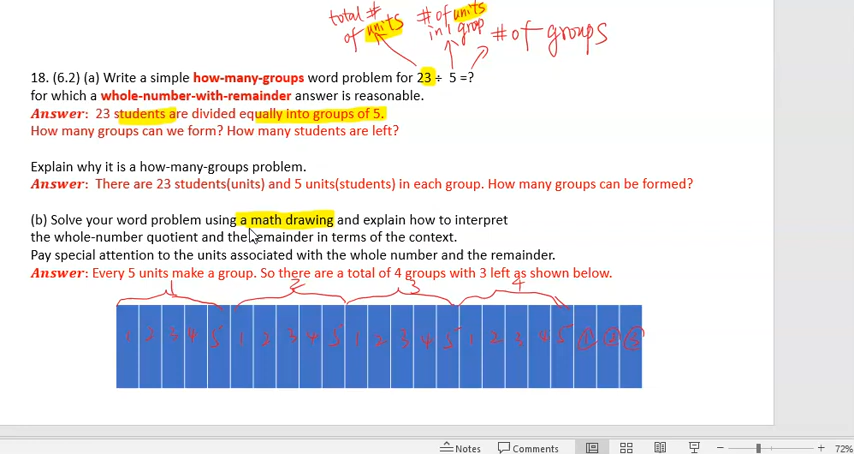 total # # of units
of units in 1 group # of groups
18. (6.2) (a) Write a simple how-many-groups word problem for 23 ÷ 5 =?
for which a whole-number-with-remainder answer is reasonable.
Answer: 23 students are divided equally into groups of 5.
How many groups can we form? How many students are left?
Explain why it is a how-many-groups problem.
Answer: There are 23 students(units) and 5 units(students) in each group. How many groups can be formed?
(b) Solve your word problem using a math drawing and explain how to interpret
the whole-number quotient and the remainder in terms of the context.
Pay special attention to the units associated with the whole number and the remainder.
Answer: Every 5 units make a group. So there are a total of 4 groups with 3 left as shown below.
1 2 3 4
1 2 3 4 5 1 2 3 4 5 1 2 3 4 5 1 2 3 4 5 1 2 3
Notes Comments 72%